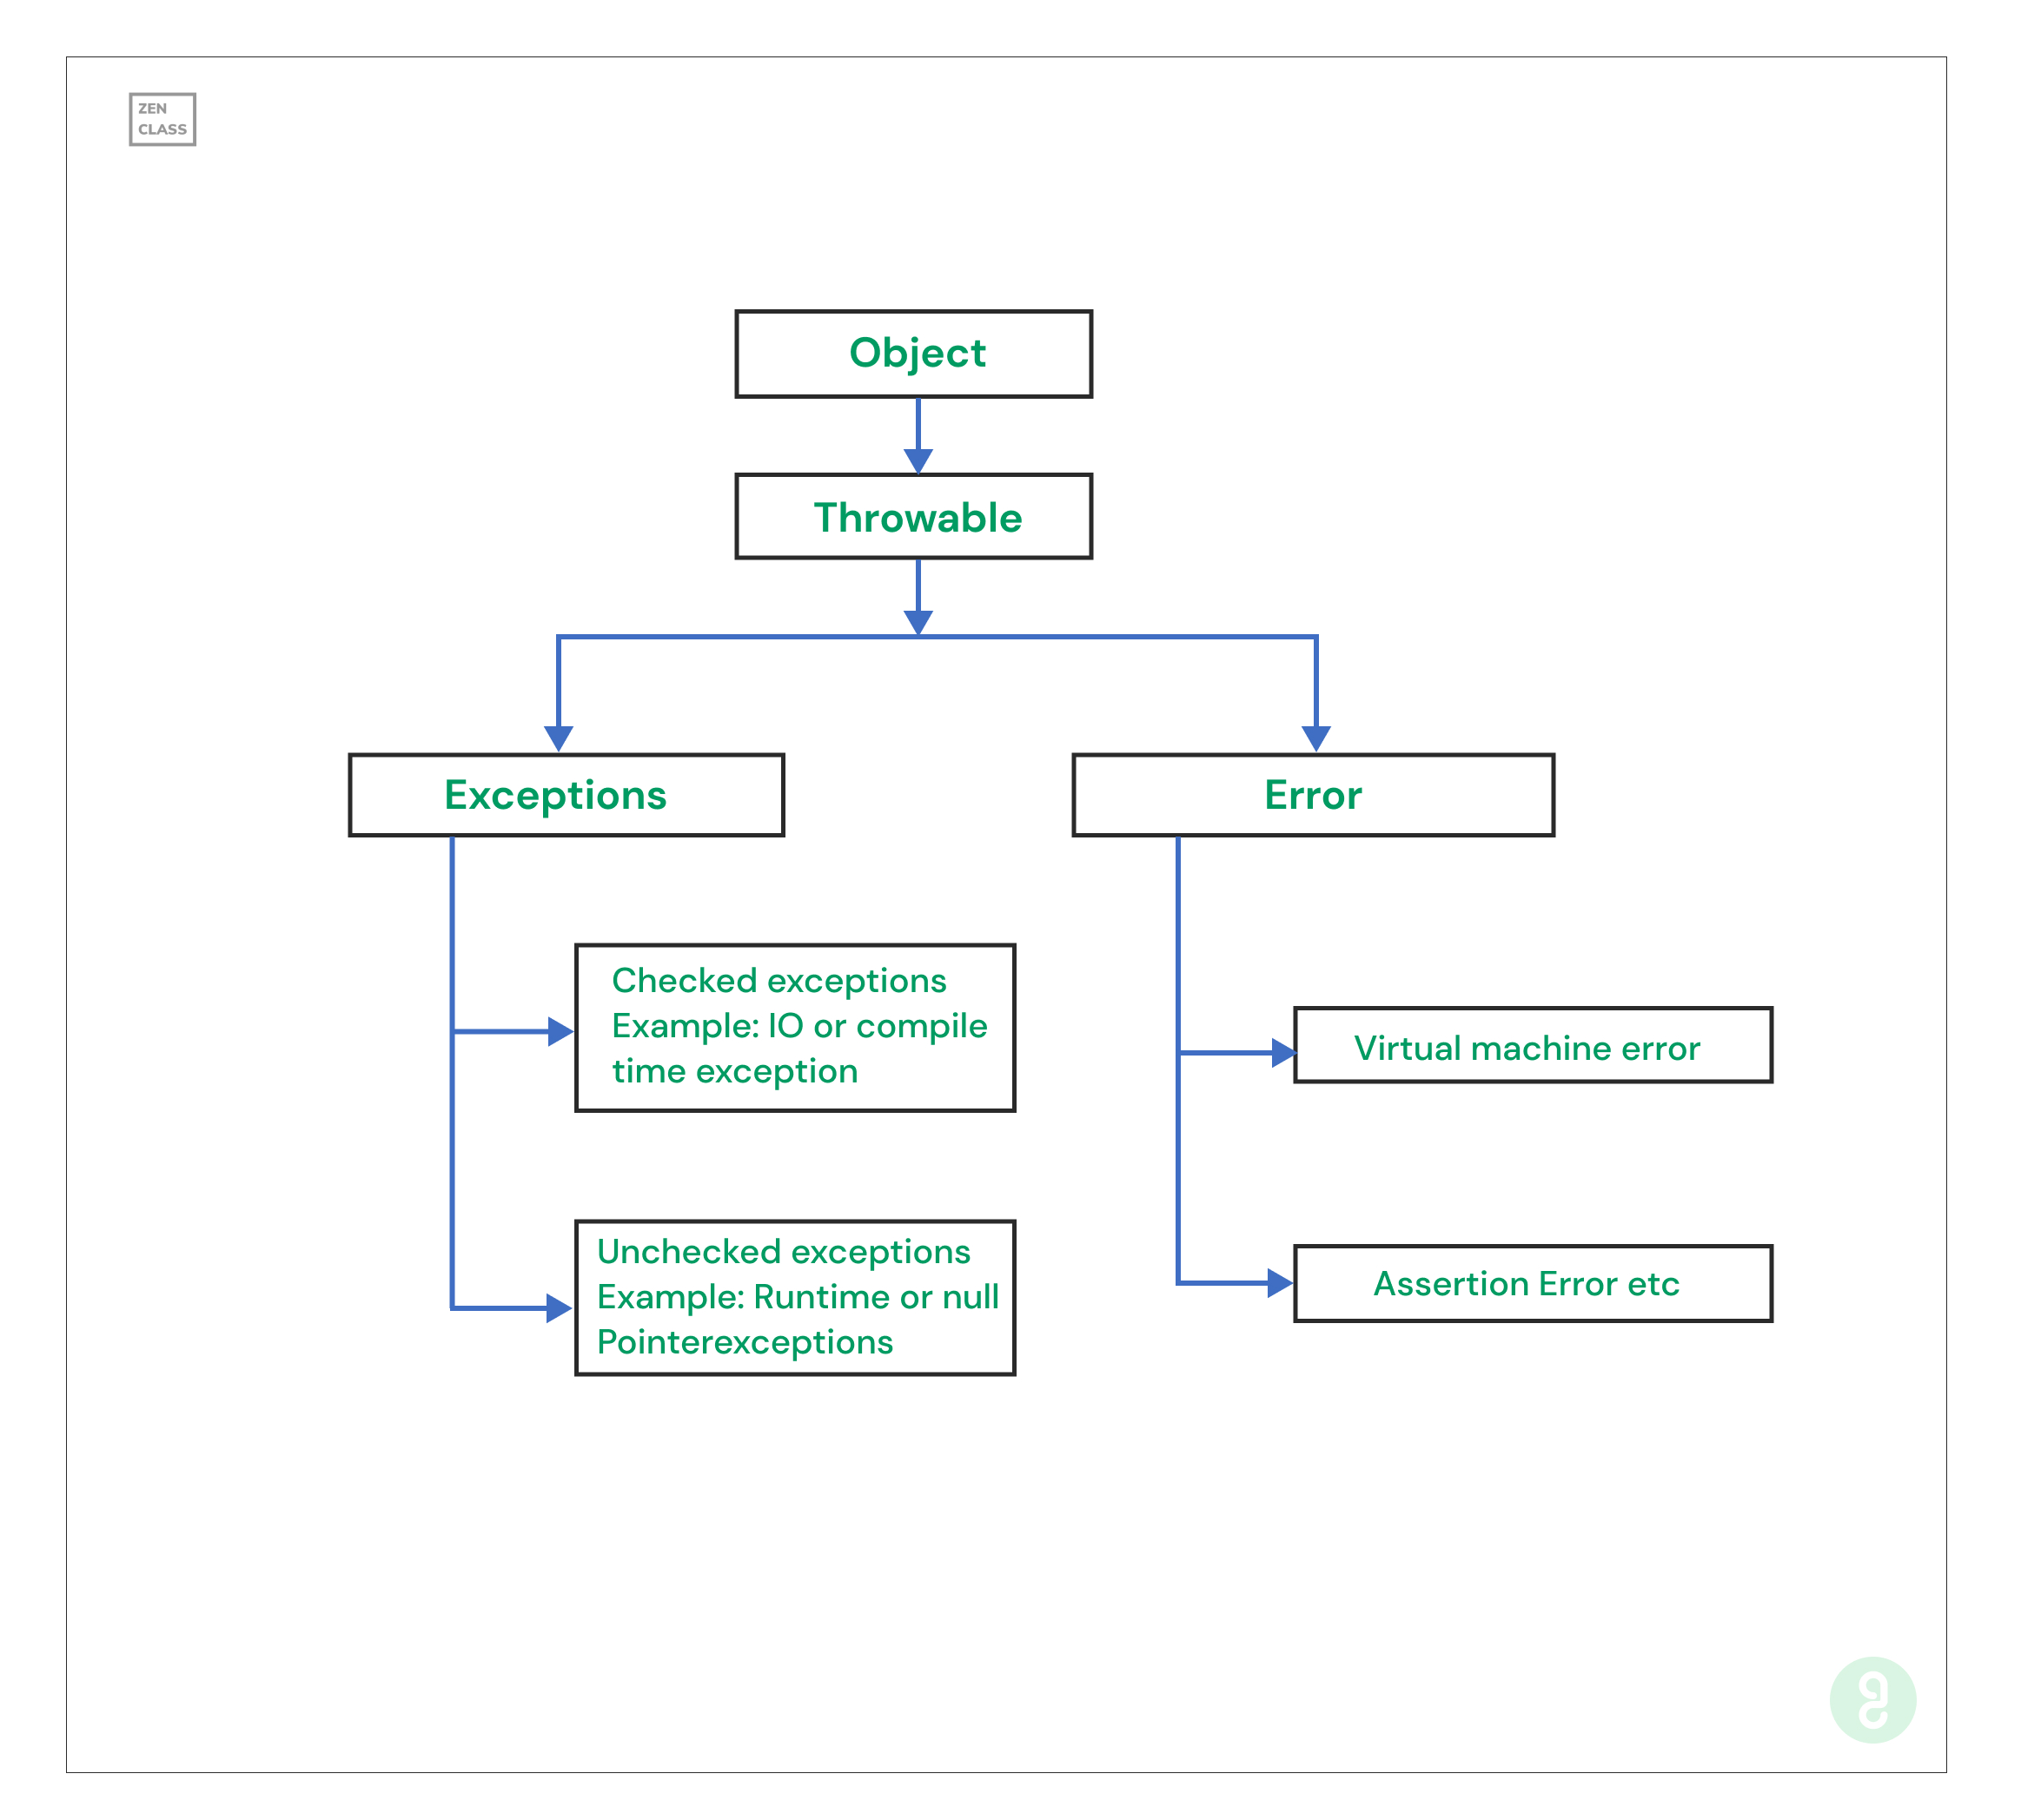 ZEN
CLASS
Object
Throwable
Exceptions
Error
Checked exceptions
Example: IO or compile
time exception
Virtual machine error
Unchecked exceptions
Example: Runtime or null
Pointerexceptions
Assertion Error etc